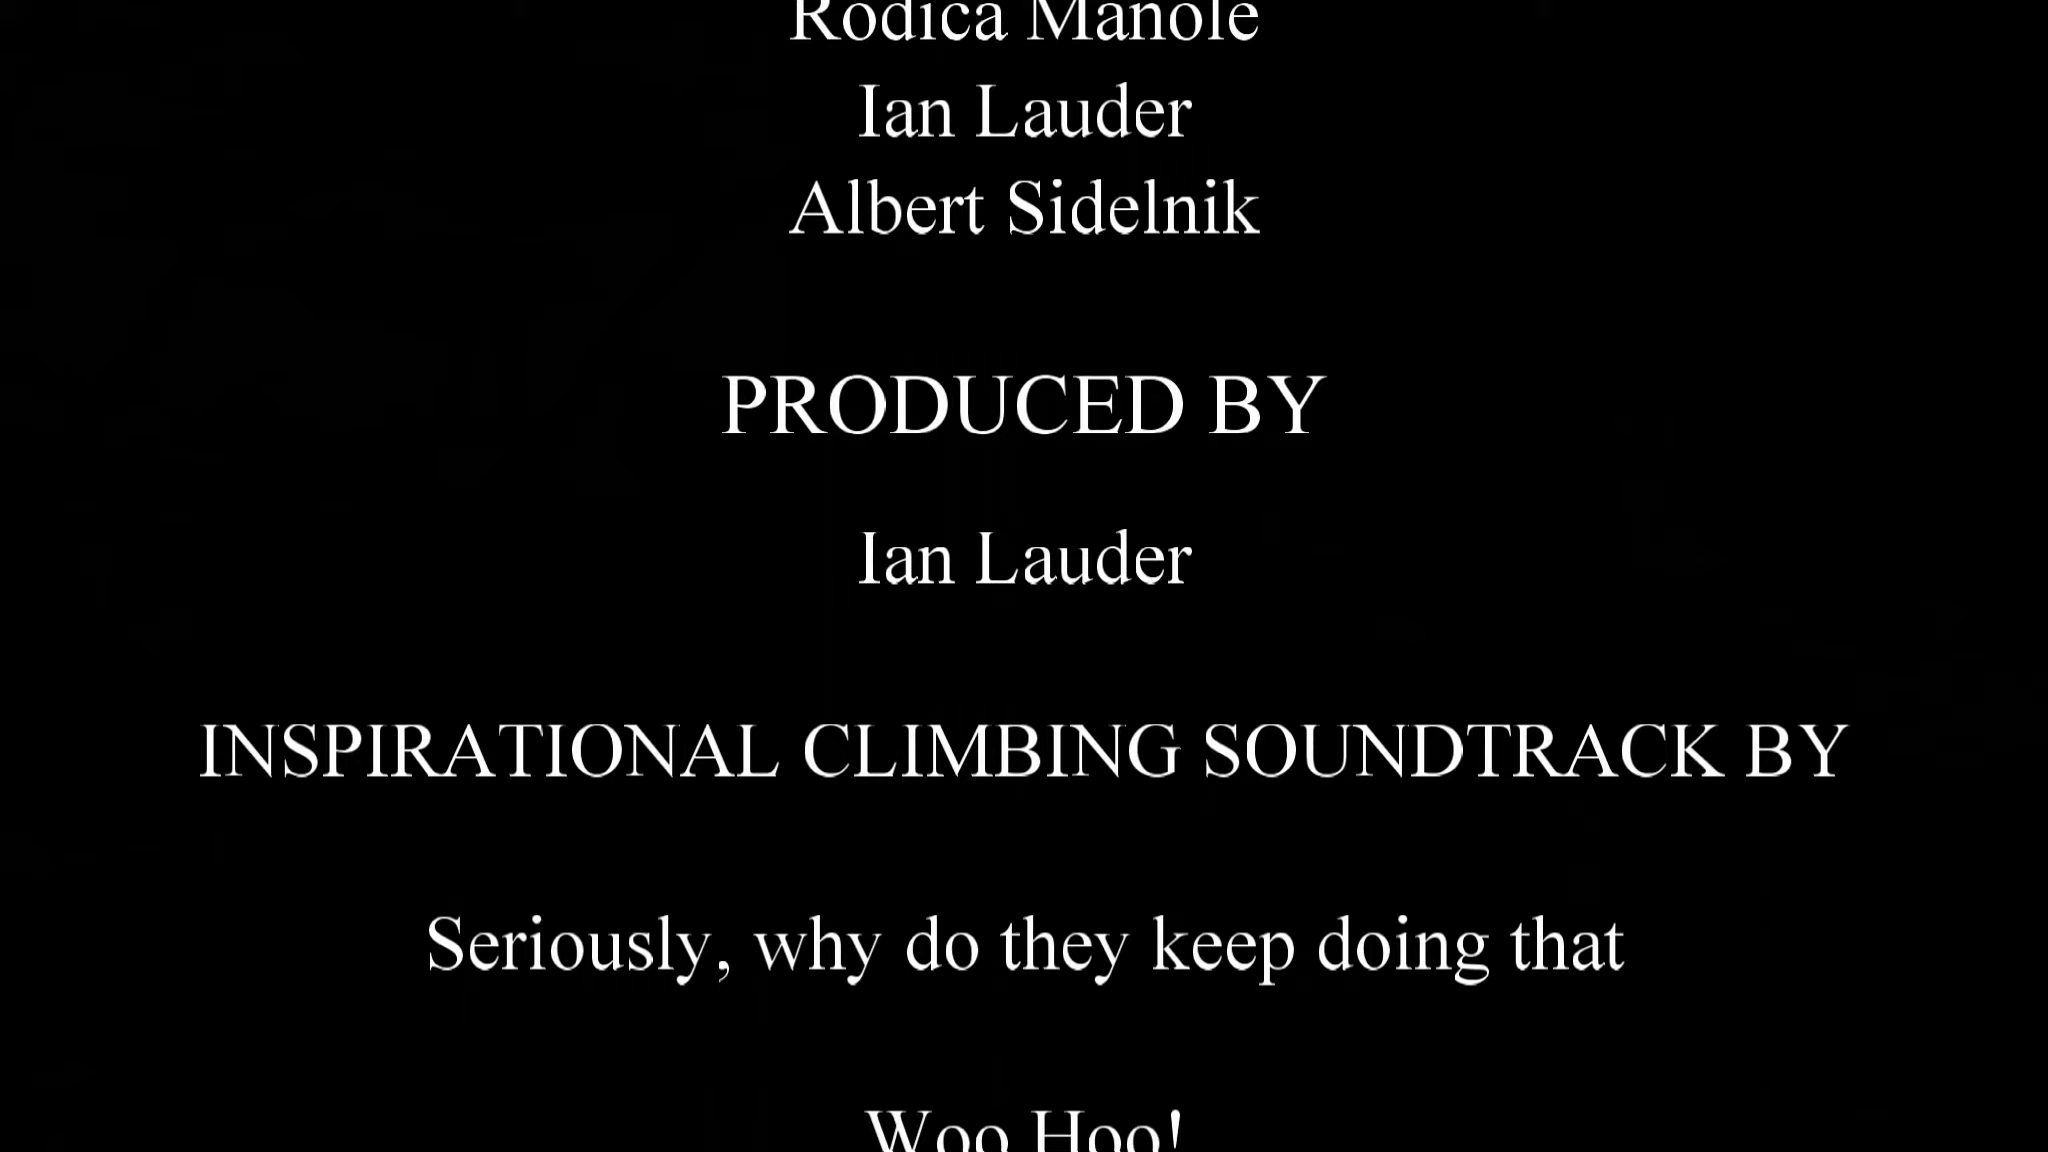 Rodica Manole
Ian Lauder
Albert Sidelnik
PRODUCED BY
Ian Lauder
INSPIRATIONAL CLIMBING SOUNDTRACK BY
Seriously, why do they keep doing that
Woo Hoo!